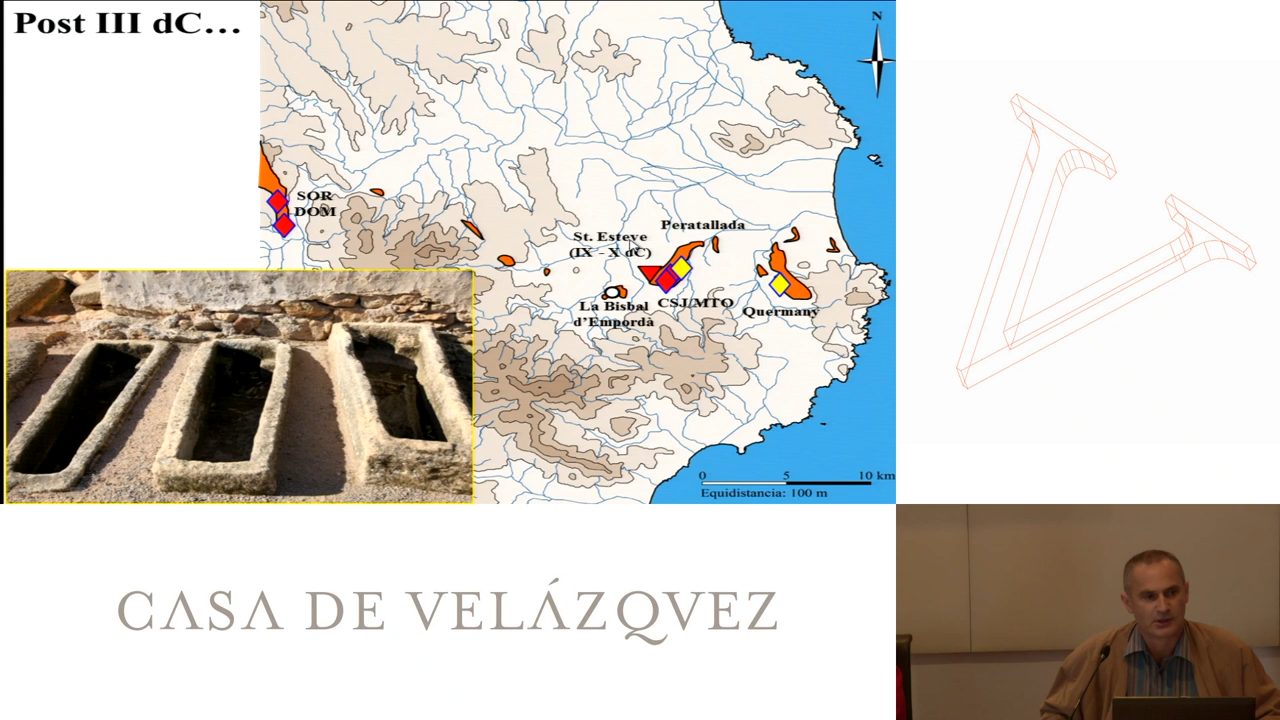 Post III dC...
N
SOR
DOM
Peratallada
St. Esteve
(IX - X dC)
La Bisbal
d'Empordà
CSJ/MTO
Quermany
0 5 10 km
Equidistancia: 100 m
CASA DE VELÁZQVEZ